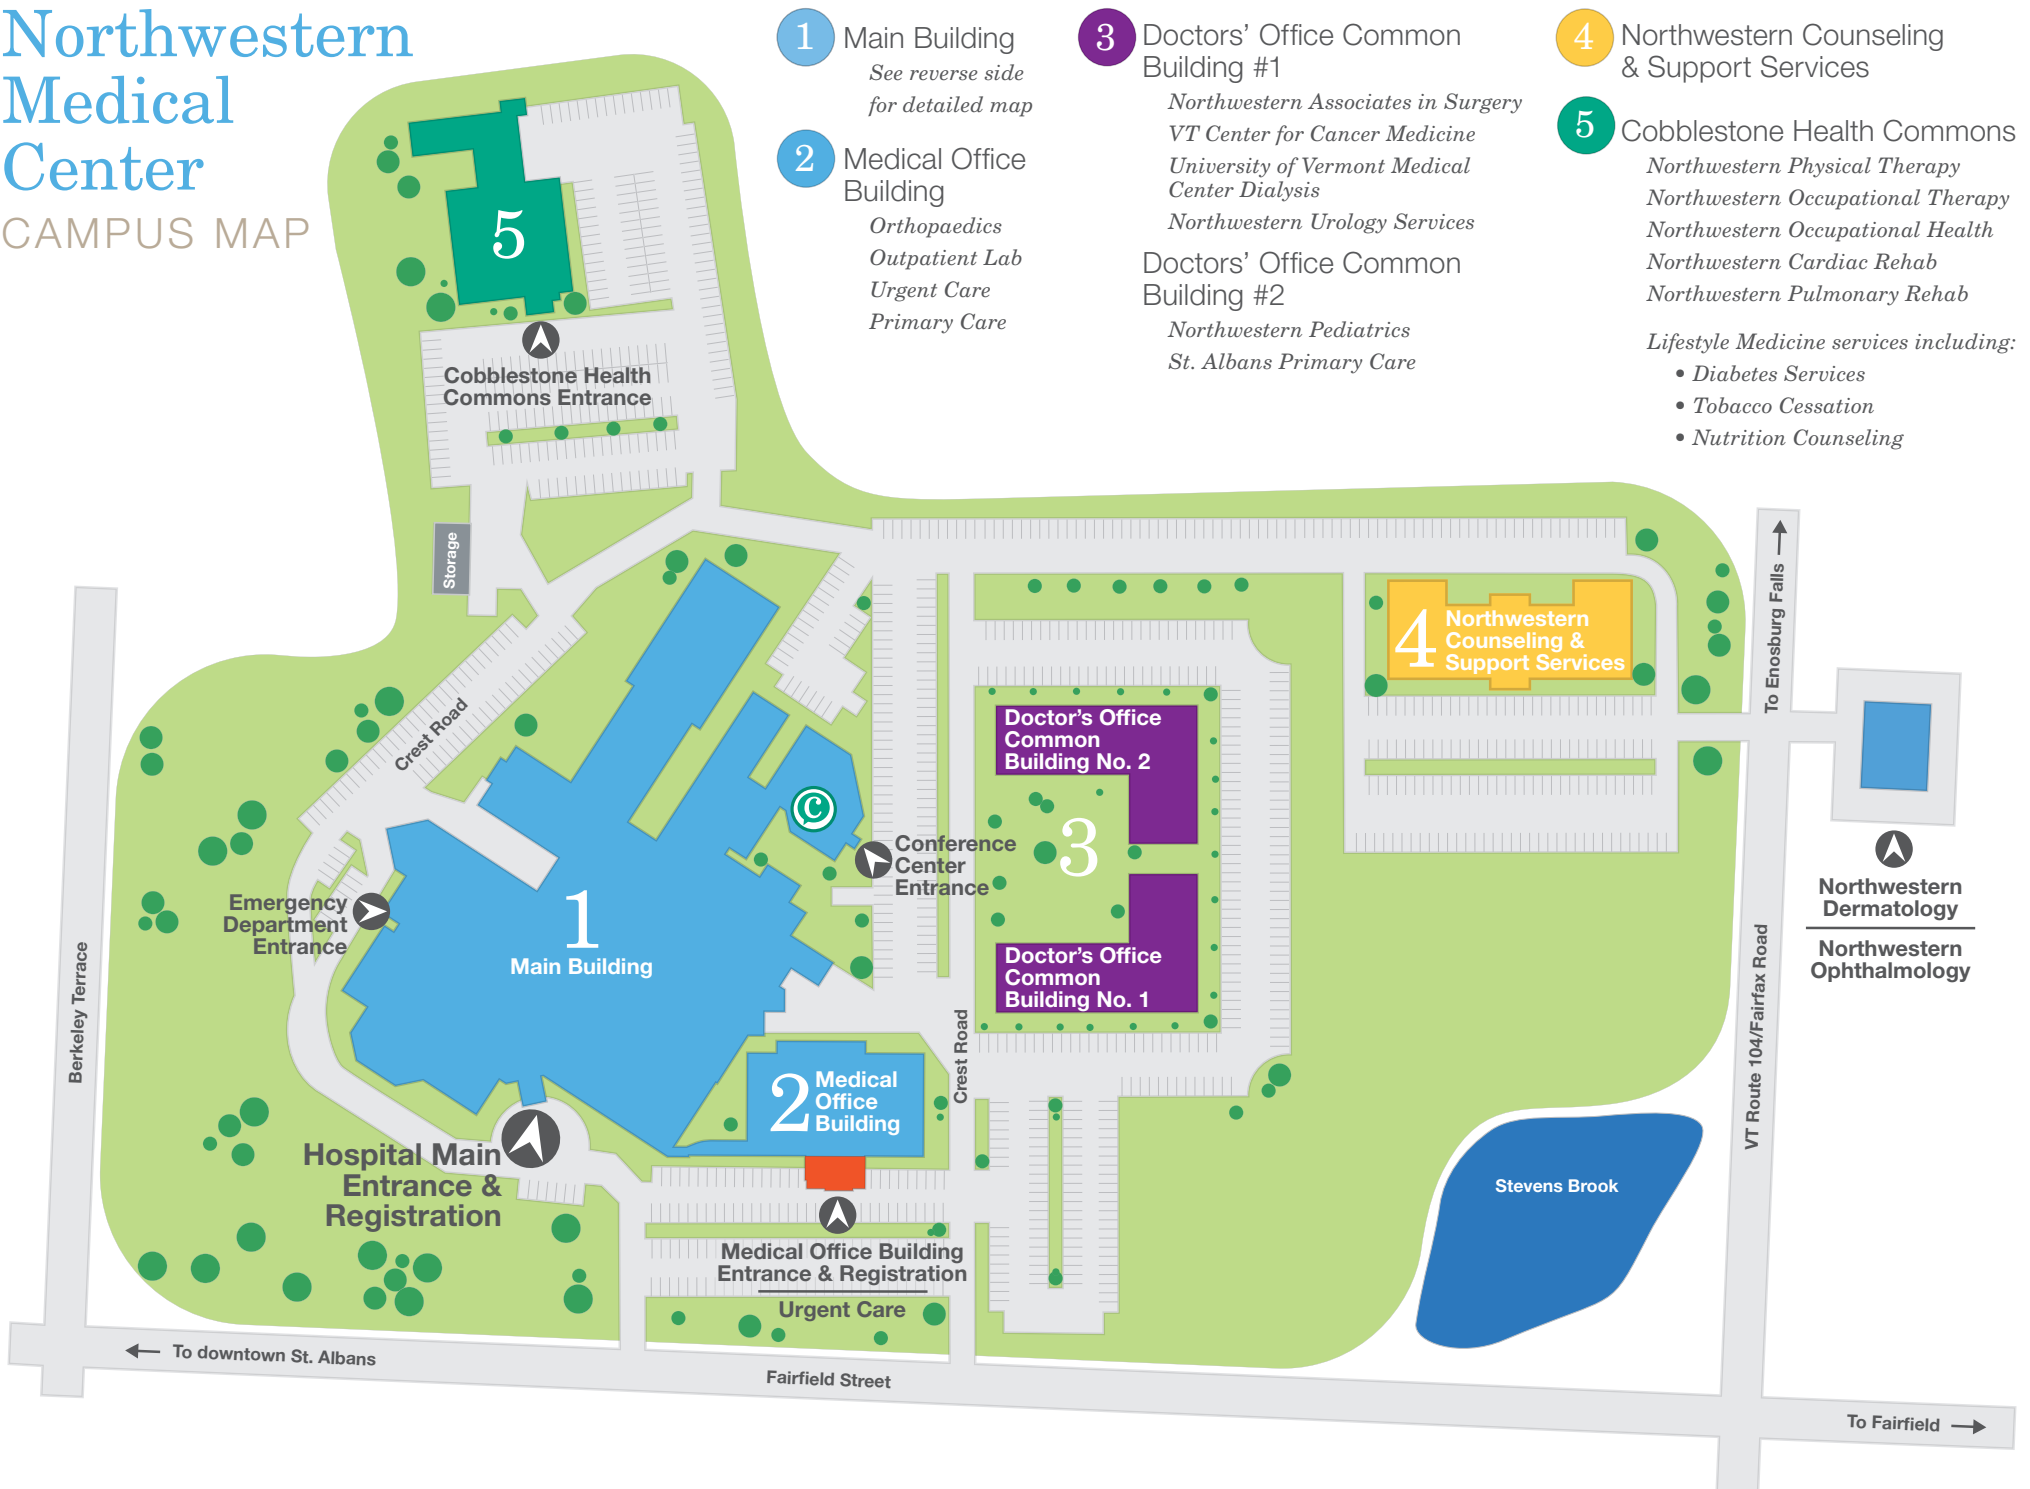 Northwestern
Medical
Center
CAMPUS MAP
1 Main Building
See reverse side
for detailed map
2 Medical Office
Building
Orthopaedics
Outpatient Lab
Urgent Care
Primary Care
3 Doctors' Office Common
Building #1
Northwestern Associates in Surgery
VT Center for Cancer Medicine
University of Vermont Medical
Center Dialysis
Northwestern Urology Services
Doctors' Office Common
Building #2
Northwestern Pediatrics
St. Albans Primary Care
4 Northwestern Counseling
& Support Services
5 Cobblestone Health Commons
Northwestern Physical Therapy
Northwestern Occupational Therapy
Northwestern Occupational Health
Northwestern Cardiac Rehab
Northwestern Pulmonary Rehab
Lifestyle Medicine services including:
• Diabetes Services
• Tobacco Cessation
• Nutrition Counseling
5
Cobblestone Health
Commons Entrance
Storage
Crest Road
Berkeley Terrace
Emergency
Department
Entrance
1
Main Building
C
Conference
Center
Entrance
Doctor's Office
Common
Building No. 2
3
Doctor's Office
Common
Building No. 1
4
Northwestern
Counseling &
Support Services
To Enosburg Falls
Northwestern
Dermatology
Northwestern
Ophthalmology
VT Route 104/Fairfax Road
Crest Road
2
Medical
Office
Building
Hospital Main
Entrance &
Registration
Medical Office Building
Entrance & Registration
Urgent Care
Stevens Brook
To downtown St. Albans
Fairfield Street
To Fairfield